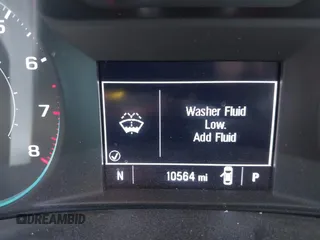 6
7
8
Washer Fluid
Low.
Add Fluid
N 10564 mi P
DREAMBID